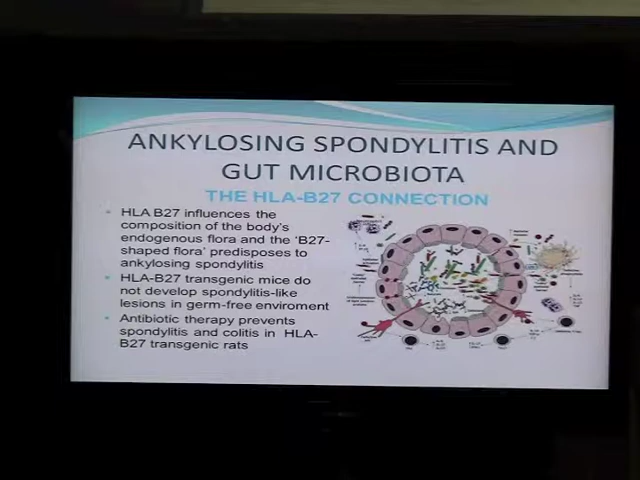 ANKYLOSING SPONDYLITIS AND
GUT MICROBIOTA
THE HLA-B27 CONNECTION
• HLA B27 influences the
composition of the body's
endogenous flora and the ‘B27-
shaped flora’ predisposes to
ankylosing spondylitis
• HLA-B27 transgenic mice do
not develop spondylitis-like
lesions in germ-free enviroment
• Antibiotic therapy prevents
spondylitis and colitis in HLA-
B27 transgenic rats